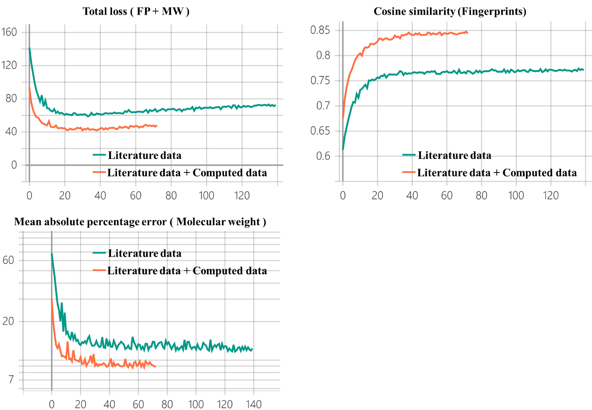 Total loss ( FP + MW )
160
120
80
40
0
Literature data
Literature data + Computed data
0 20 40 60 80 100 120
Cosine similarity (Fingerprints)
0.85
0.8
0.75
0.7
0.65
0.6
Literature data
Literature data + Computed data
0 20 40 60 80 100 120
Mean absolute percentage error ( Molecular weight )
Literature data
Literature data + Computed data
60
20
7
0 20 40 60 80 100 120 140